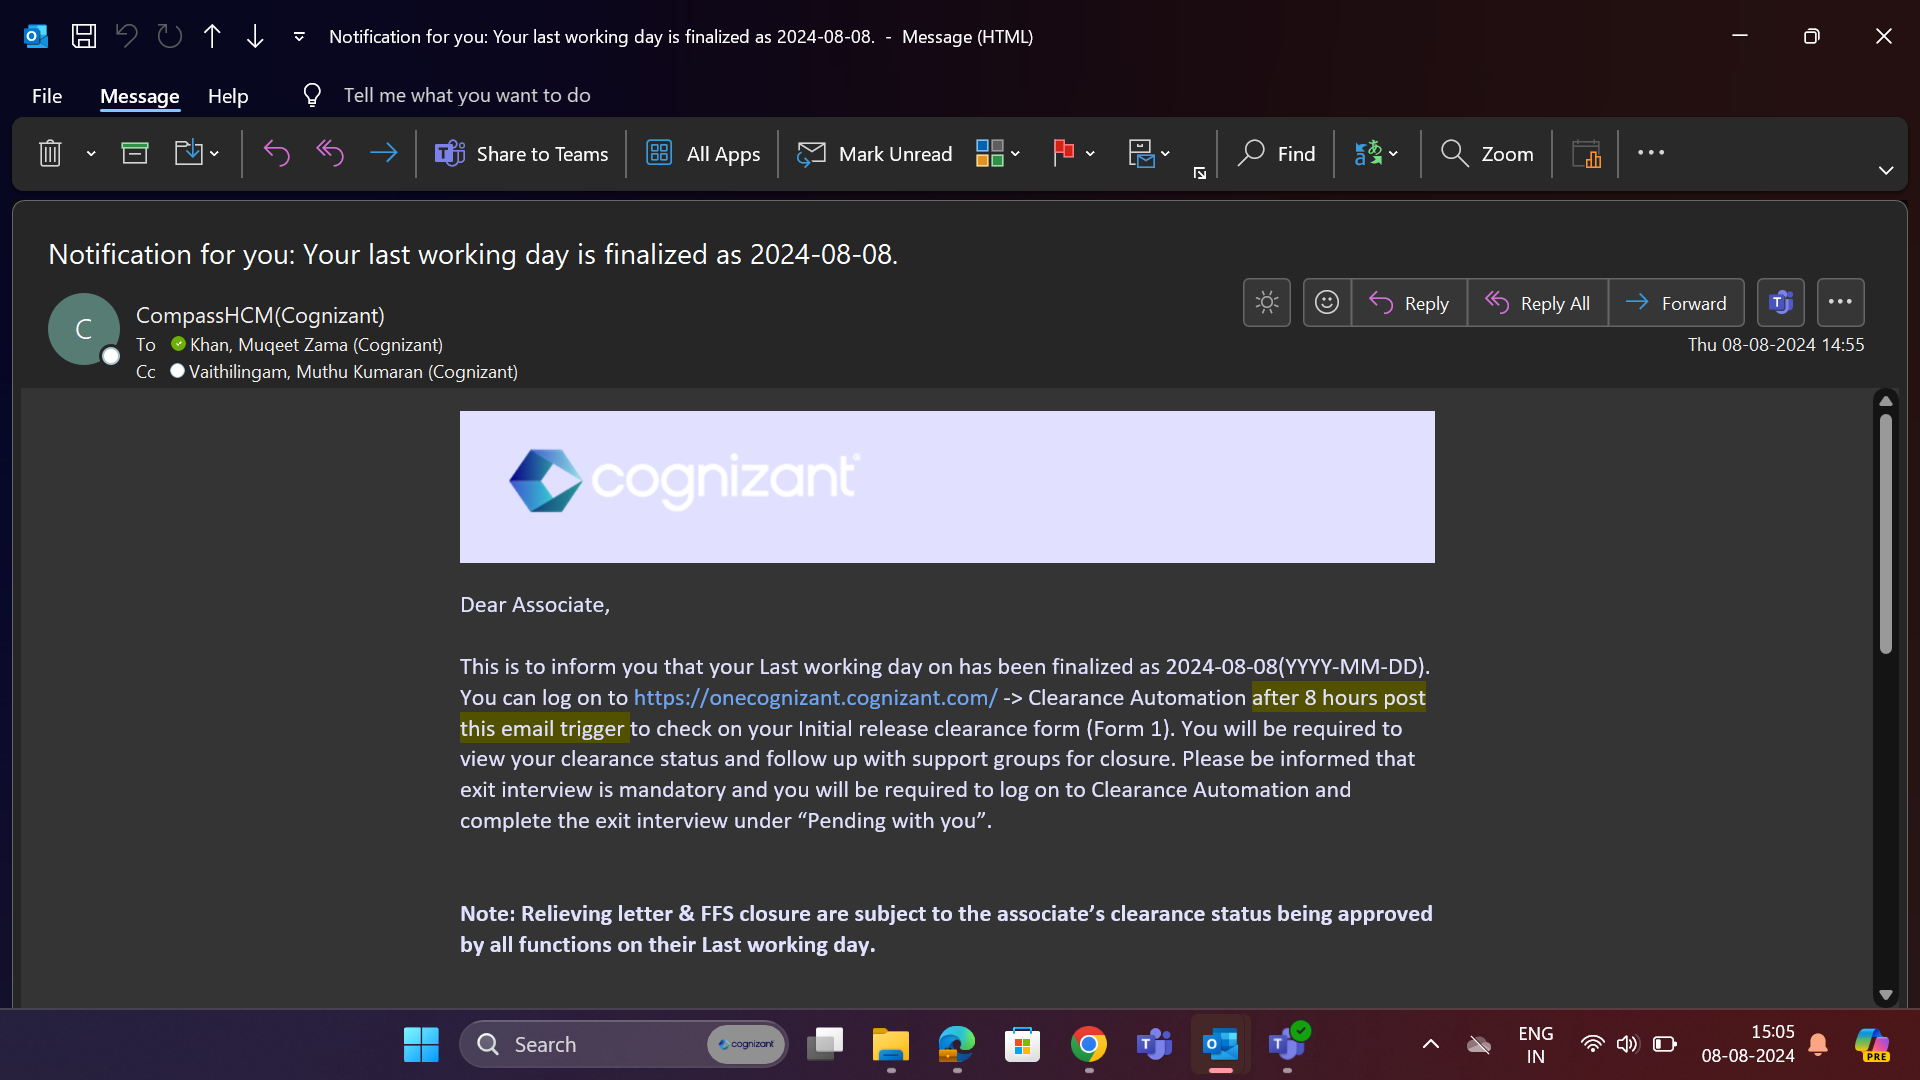 Notification for you: Your last working day is finalized as 2024-08-08. - Message (HTML)
File Message Help Tell me what you want to do
Share to Teams All Apps Mark Unread Find Zoom
Notification for you: Your last working day is finalized as 2024-08-08.
C
CompassHCM(Cognizant)
To Khan, Muqeet Zama (Cognizant)
Cc Vaithilingam, Muthu Kumaran (Cognizant)
Reply Reply All Forward
Thu 08-08-2024 14:55
cognizant
Dear Associate,
This is to inform you that your Last working day on has been finalized as 2024-08-08(YYYY-MM-DD).
You can log on to https://onecognizant.cognizant.com/ -> Clearance Automation after 8 hours post
this email trigger to check on your Initial release clearance form (Form 1). You will be required to
view your clearance status and follow up with support groups for closure. Please be informed that
exit interview is mandatory and you will be required to log on to Clearance Automation and
complete the exit interview under “Pending with you”.
Note: Relieving letter & FFS closure are subject to the associate’s clearance status being approved
by all functions on their Last working day.
Search cognizant
ENG
IN
15:05
08-08-2024
PRE